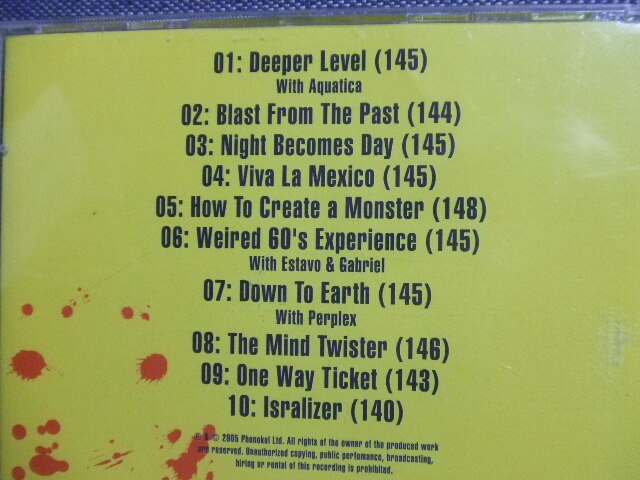 01: Deeper Level (145)
With Aquatica
02: Blast From The Past (144)
03: Night Becomes Day (145)
04: Viva La Mexico (145)
05: How To Create a Monster (148)
06: Weired 60's Experience (145)
With Estavo & Gabriel
07: Down To Earth (145)
With Perplex
08: The Mind Twister (146)
09: One Way Ticket (143)
10: Isralizer (140)
℗ & © 2005 Phonokol Ltd. All rights of the owner of the produced work
are reserved. Unauthorized copying, public perfomance, broadcasting,
hiring or rental of this recording is prohibited.